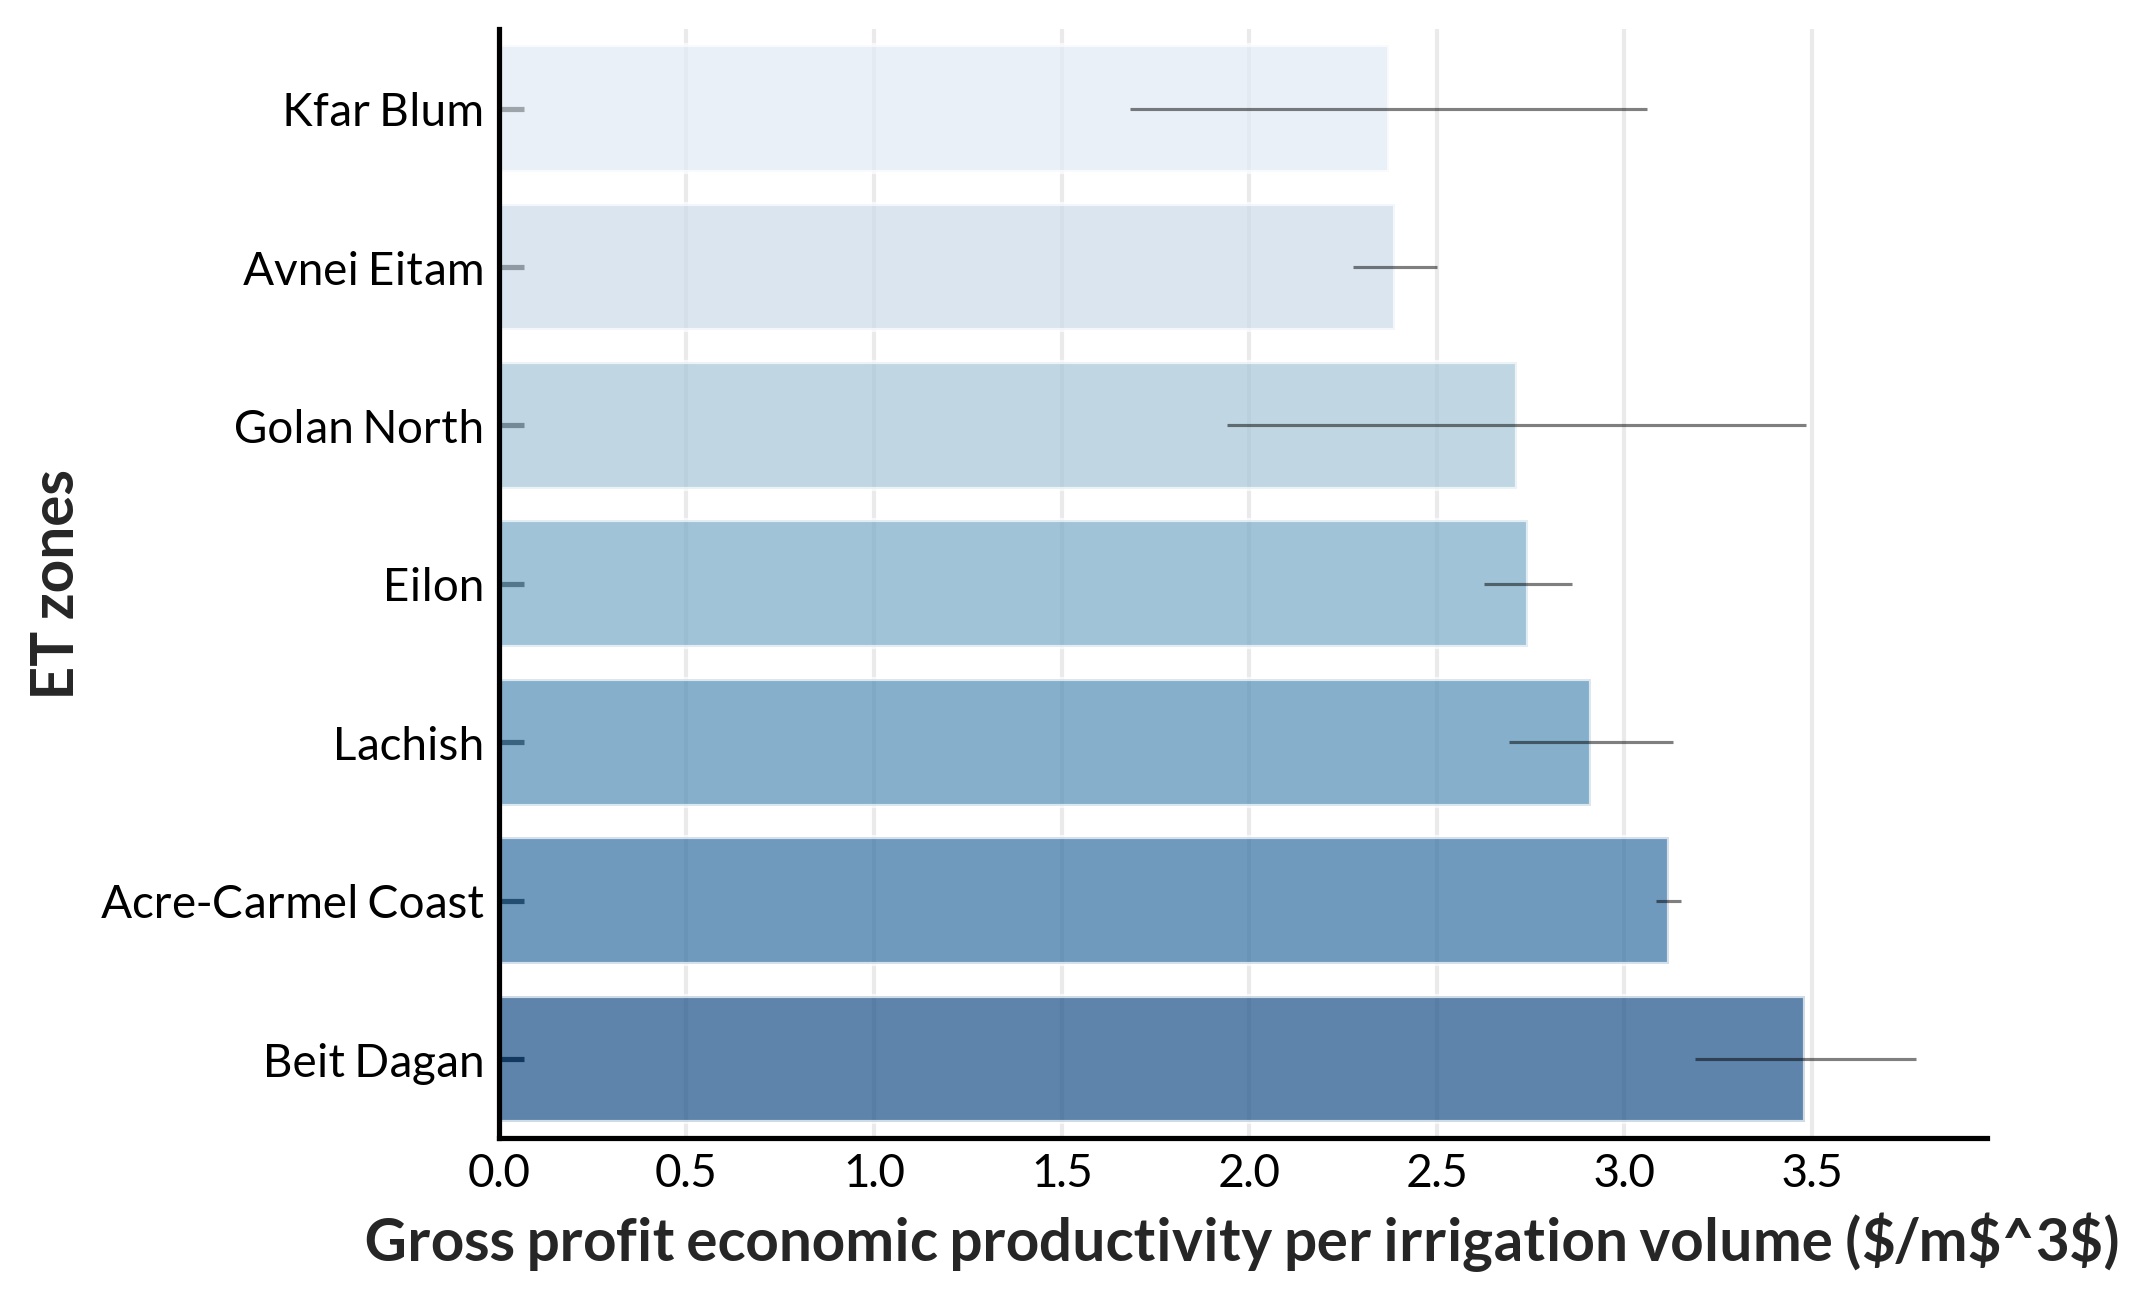 Kfar Blum
Avnei Eitam
Golan North
Eilon
Lachish
Acre-Carmel Coast
Beit Dagan
ET zones
0.0 0.5 1.0 1.5 2.0 2.5 3.0 3.5
Gross profit economic productivity per irrigation volume ($/m$^3$)